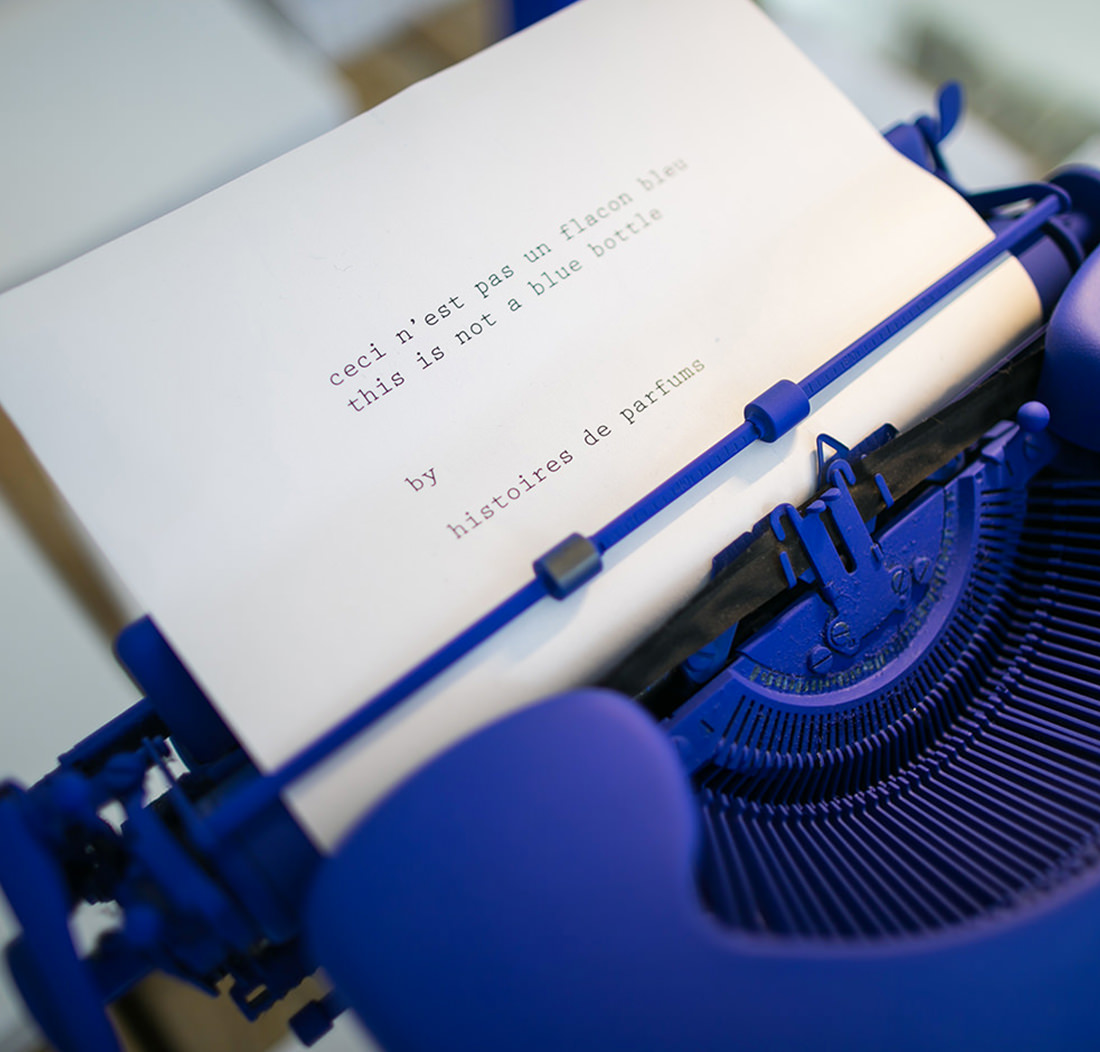 ceci n'est pas un flacon bleu
this is not a blue bottle
by
histoires de parfums